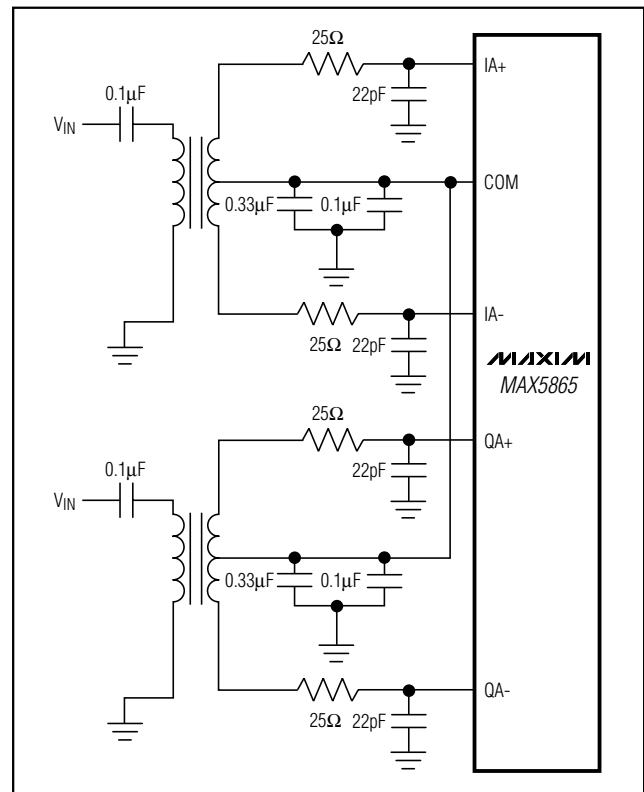 25Ω
IA+
0.1μF
22pF
VIN
COM
0.33μF
0.1μF
IA-
25Ω
22pF
MAXIM
MAX5865
25Ω
QA+
0.1μF
22pF
VIN
0.33μF
0.1μF
QA-
25Ω
22pF